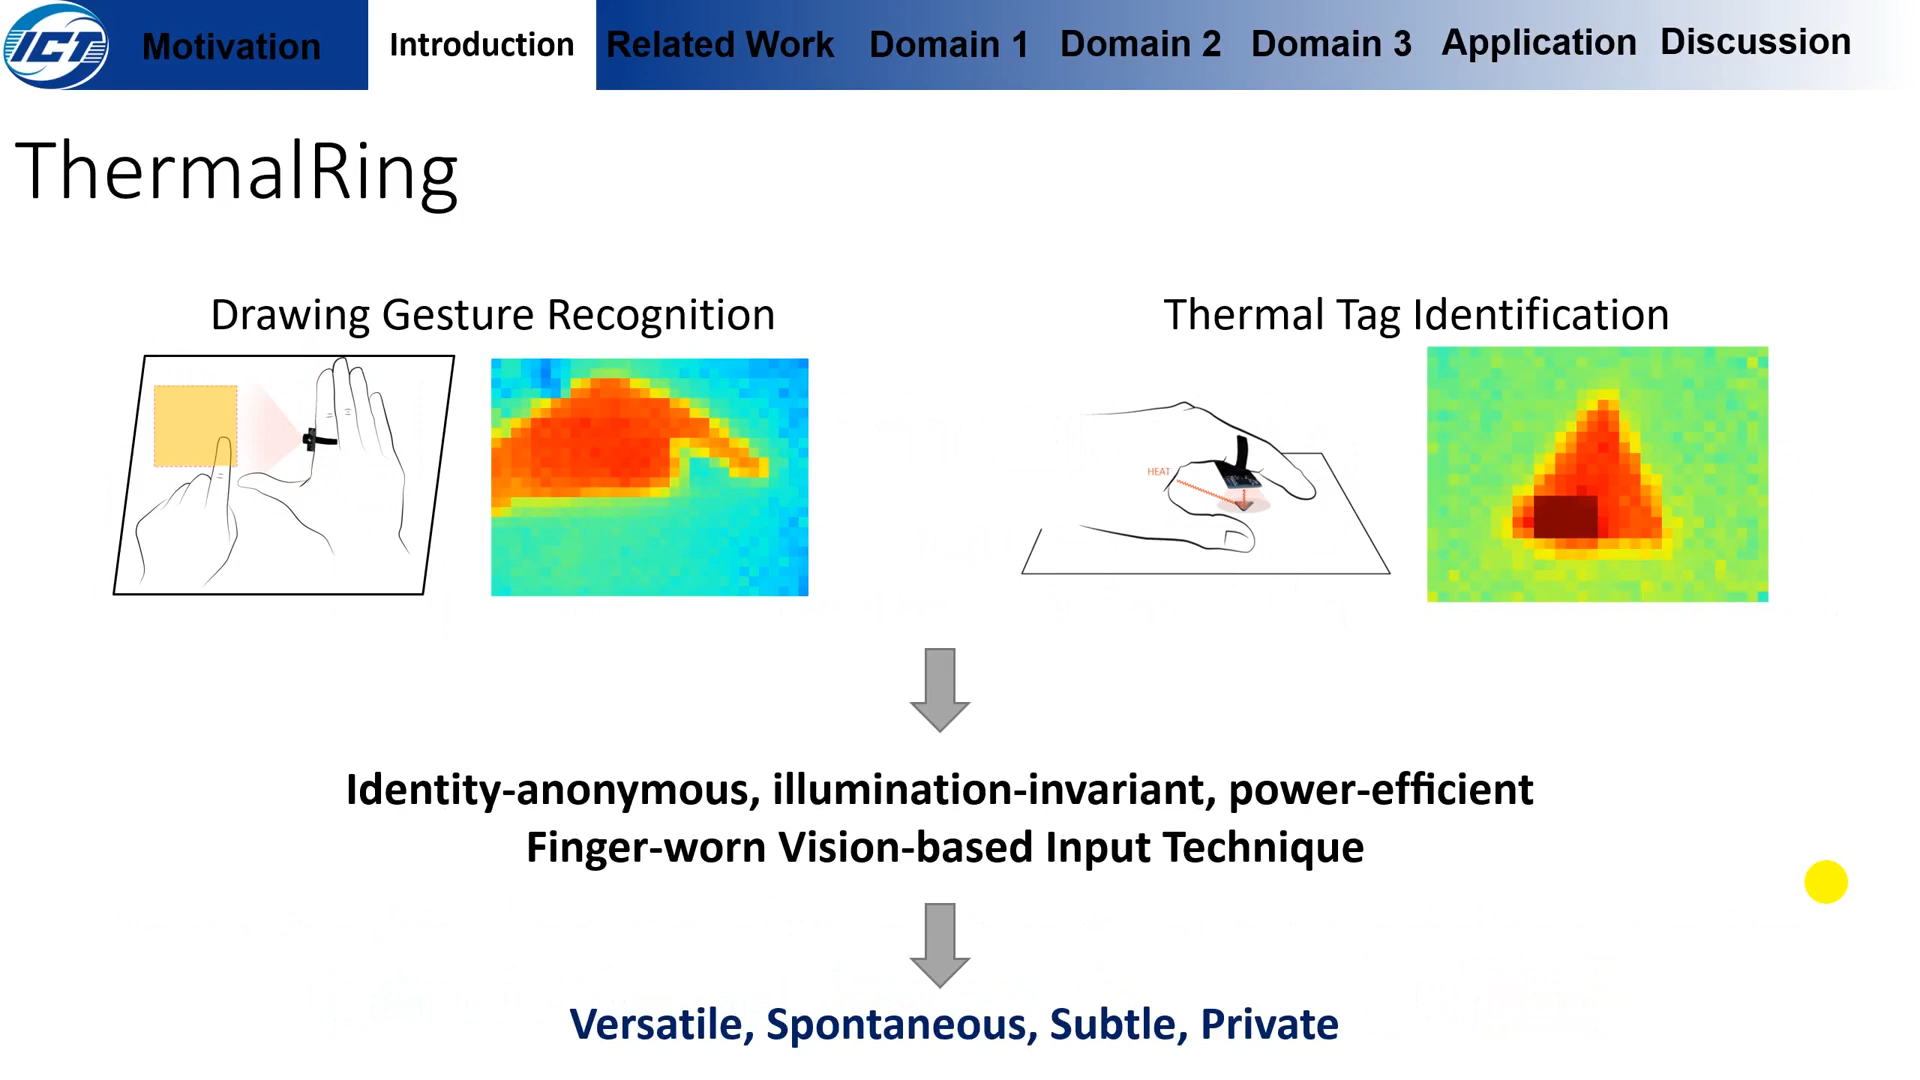 ICT
Motivation
Introduction
Related Work
Domain 1
Domain 2
Domain 3
Application
Discussion
ThermalRing
Drawing Gesture Recognition
Thermal Tag Identification
HEAT
Identity-anonymous, illumination-invariant, power-efficient
Finger-worn Vision-based Input Technique
Versatile, Spontaneous, Subtle, Private